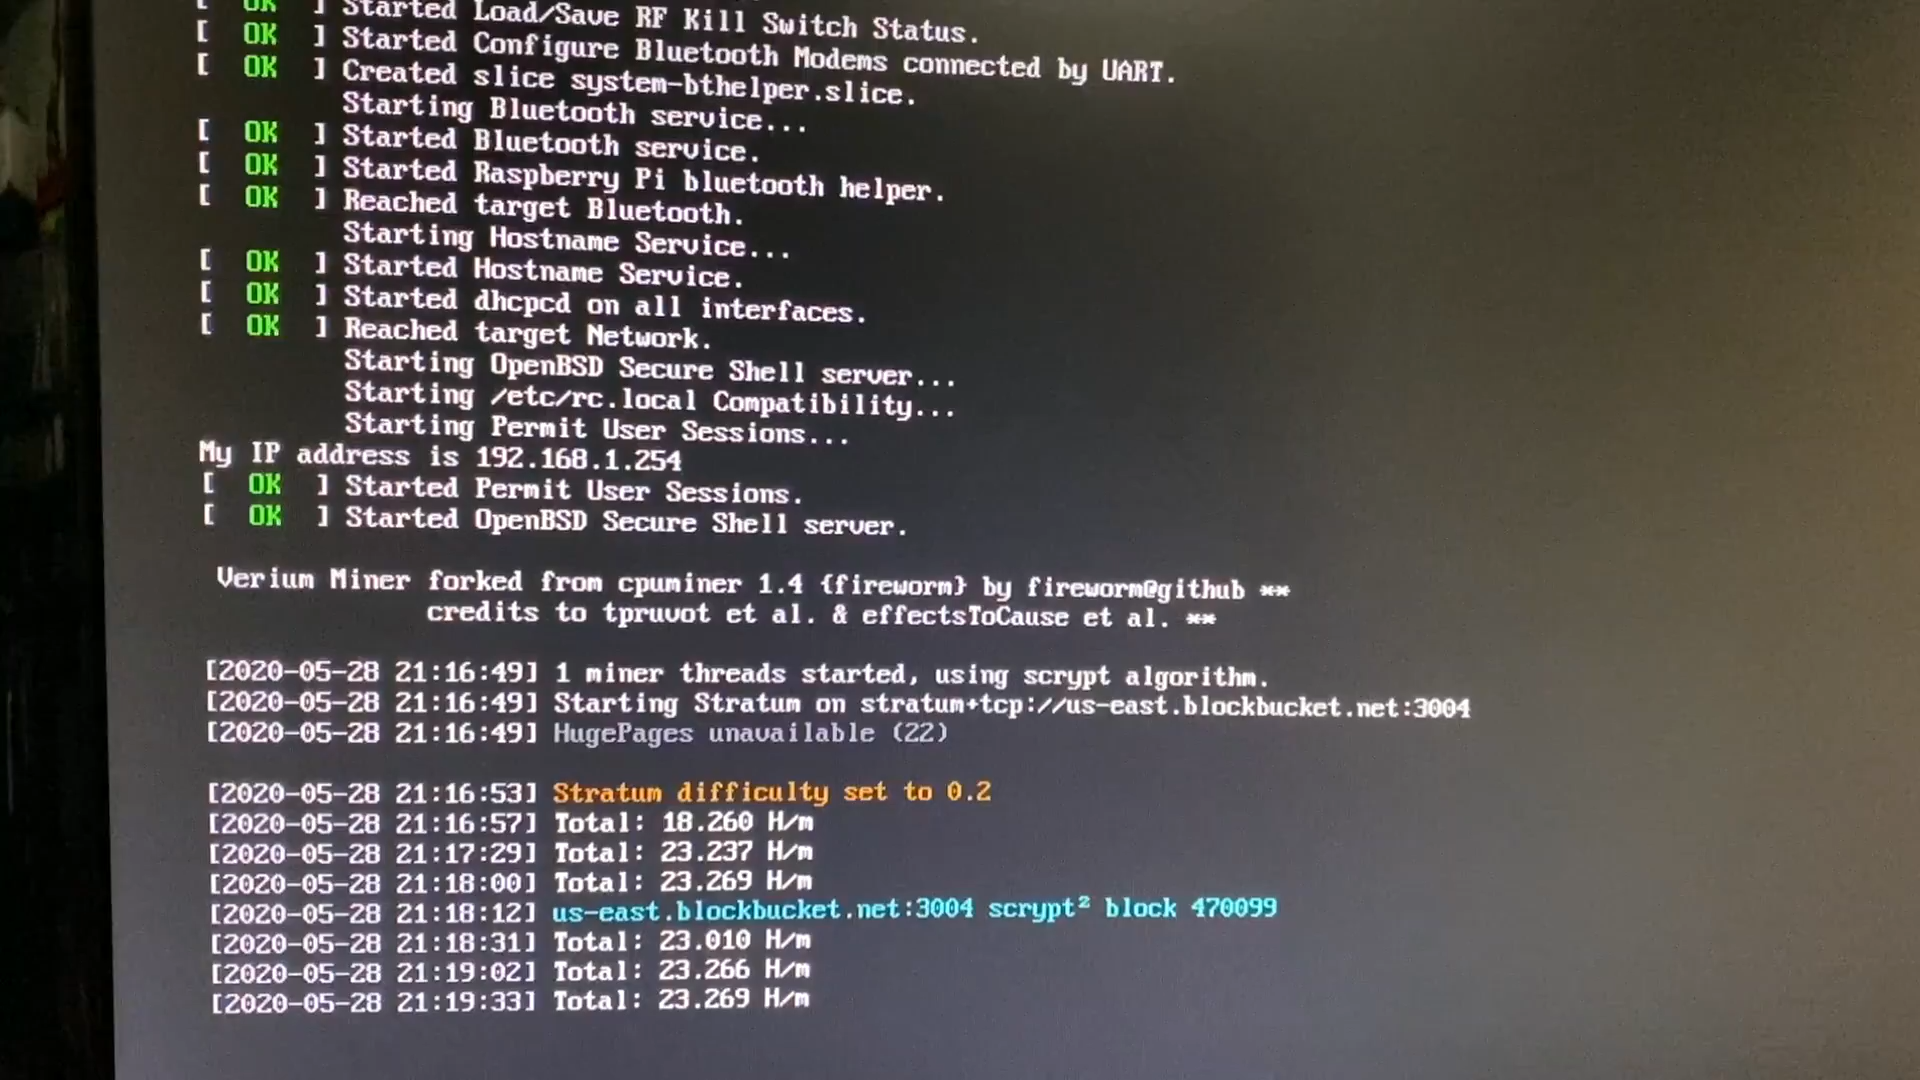 [ OK ] Started Load/Save RF Kill Switch Status.
[ OK ] Started Configure Bluetooth Modems connected by UART.
[ OK ] Created slice system-bthelper.slice.
Starting Bluetooth service...
[ OK ] Started Bluetooth service.
[ OK ] Started Raspberry Pi bluetooth helper.
[ OK ] Reached target Bluetooth.
Starting Hostname Service...
[ OK ] Started Hostname Service.
[ OK ] Started dhcpcd on all interfaces.
[ OK ] Reached target Network.
Starting OpenBSD Secure Shell server...
Starting /etc/rc.local Compatibility...
Starting Permit User Sessions...
My IP address is 192.168.1.254
[ OK ] Started Permit User Sessions.
[ OK ] Started OpenBSD Secure Shell server.
Verium Miner forked from cpuminer 1.4 {fireworm} by fireworm@github **
credits to tpruvot et al. & effectsToCause et al. **
[2020-05-28 21:16:49] 1 miner threads started, using scrypt algorithm.
[2020-05-28 21:16:49] Starting Stratum on stratum+tcp://us-east.blockbucket.net:3004
[2020-05-28 21:16:49] HugePages unavailable (22)
[2020-05-28 21:16:53] Stratum difficulty set to 0.2
[2020-05-28 21:16:57] Total: 18.260 H/m
[2020-05-28 21:17:29] Total: 23.237 H/m
[2020-05-28 21:18:00] Total: 23.269 H/m
[2020-05-28 21:18:12] us-east.blockbucket.net:3004 scrypt² block 470099
[2020-05-28 21:18:31] Total: 23.010 H/m
[2020-05-28 21:19:02] Total: 23.266 H/m
[2020-05-28 21:19:33] Total: 23.269 H/m